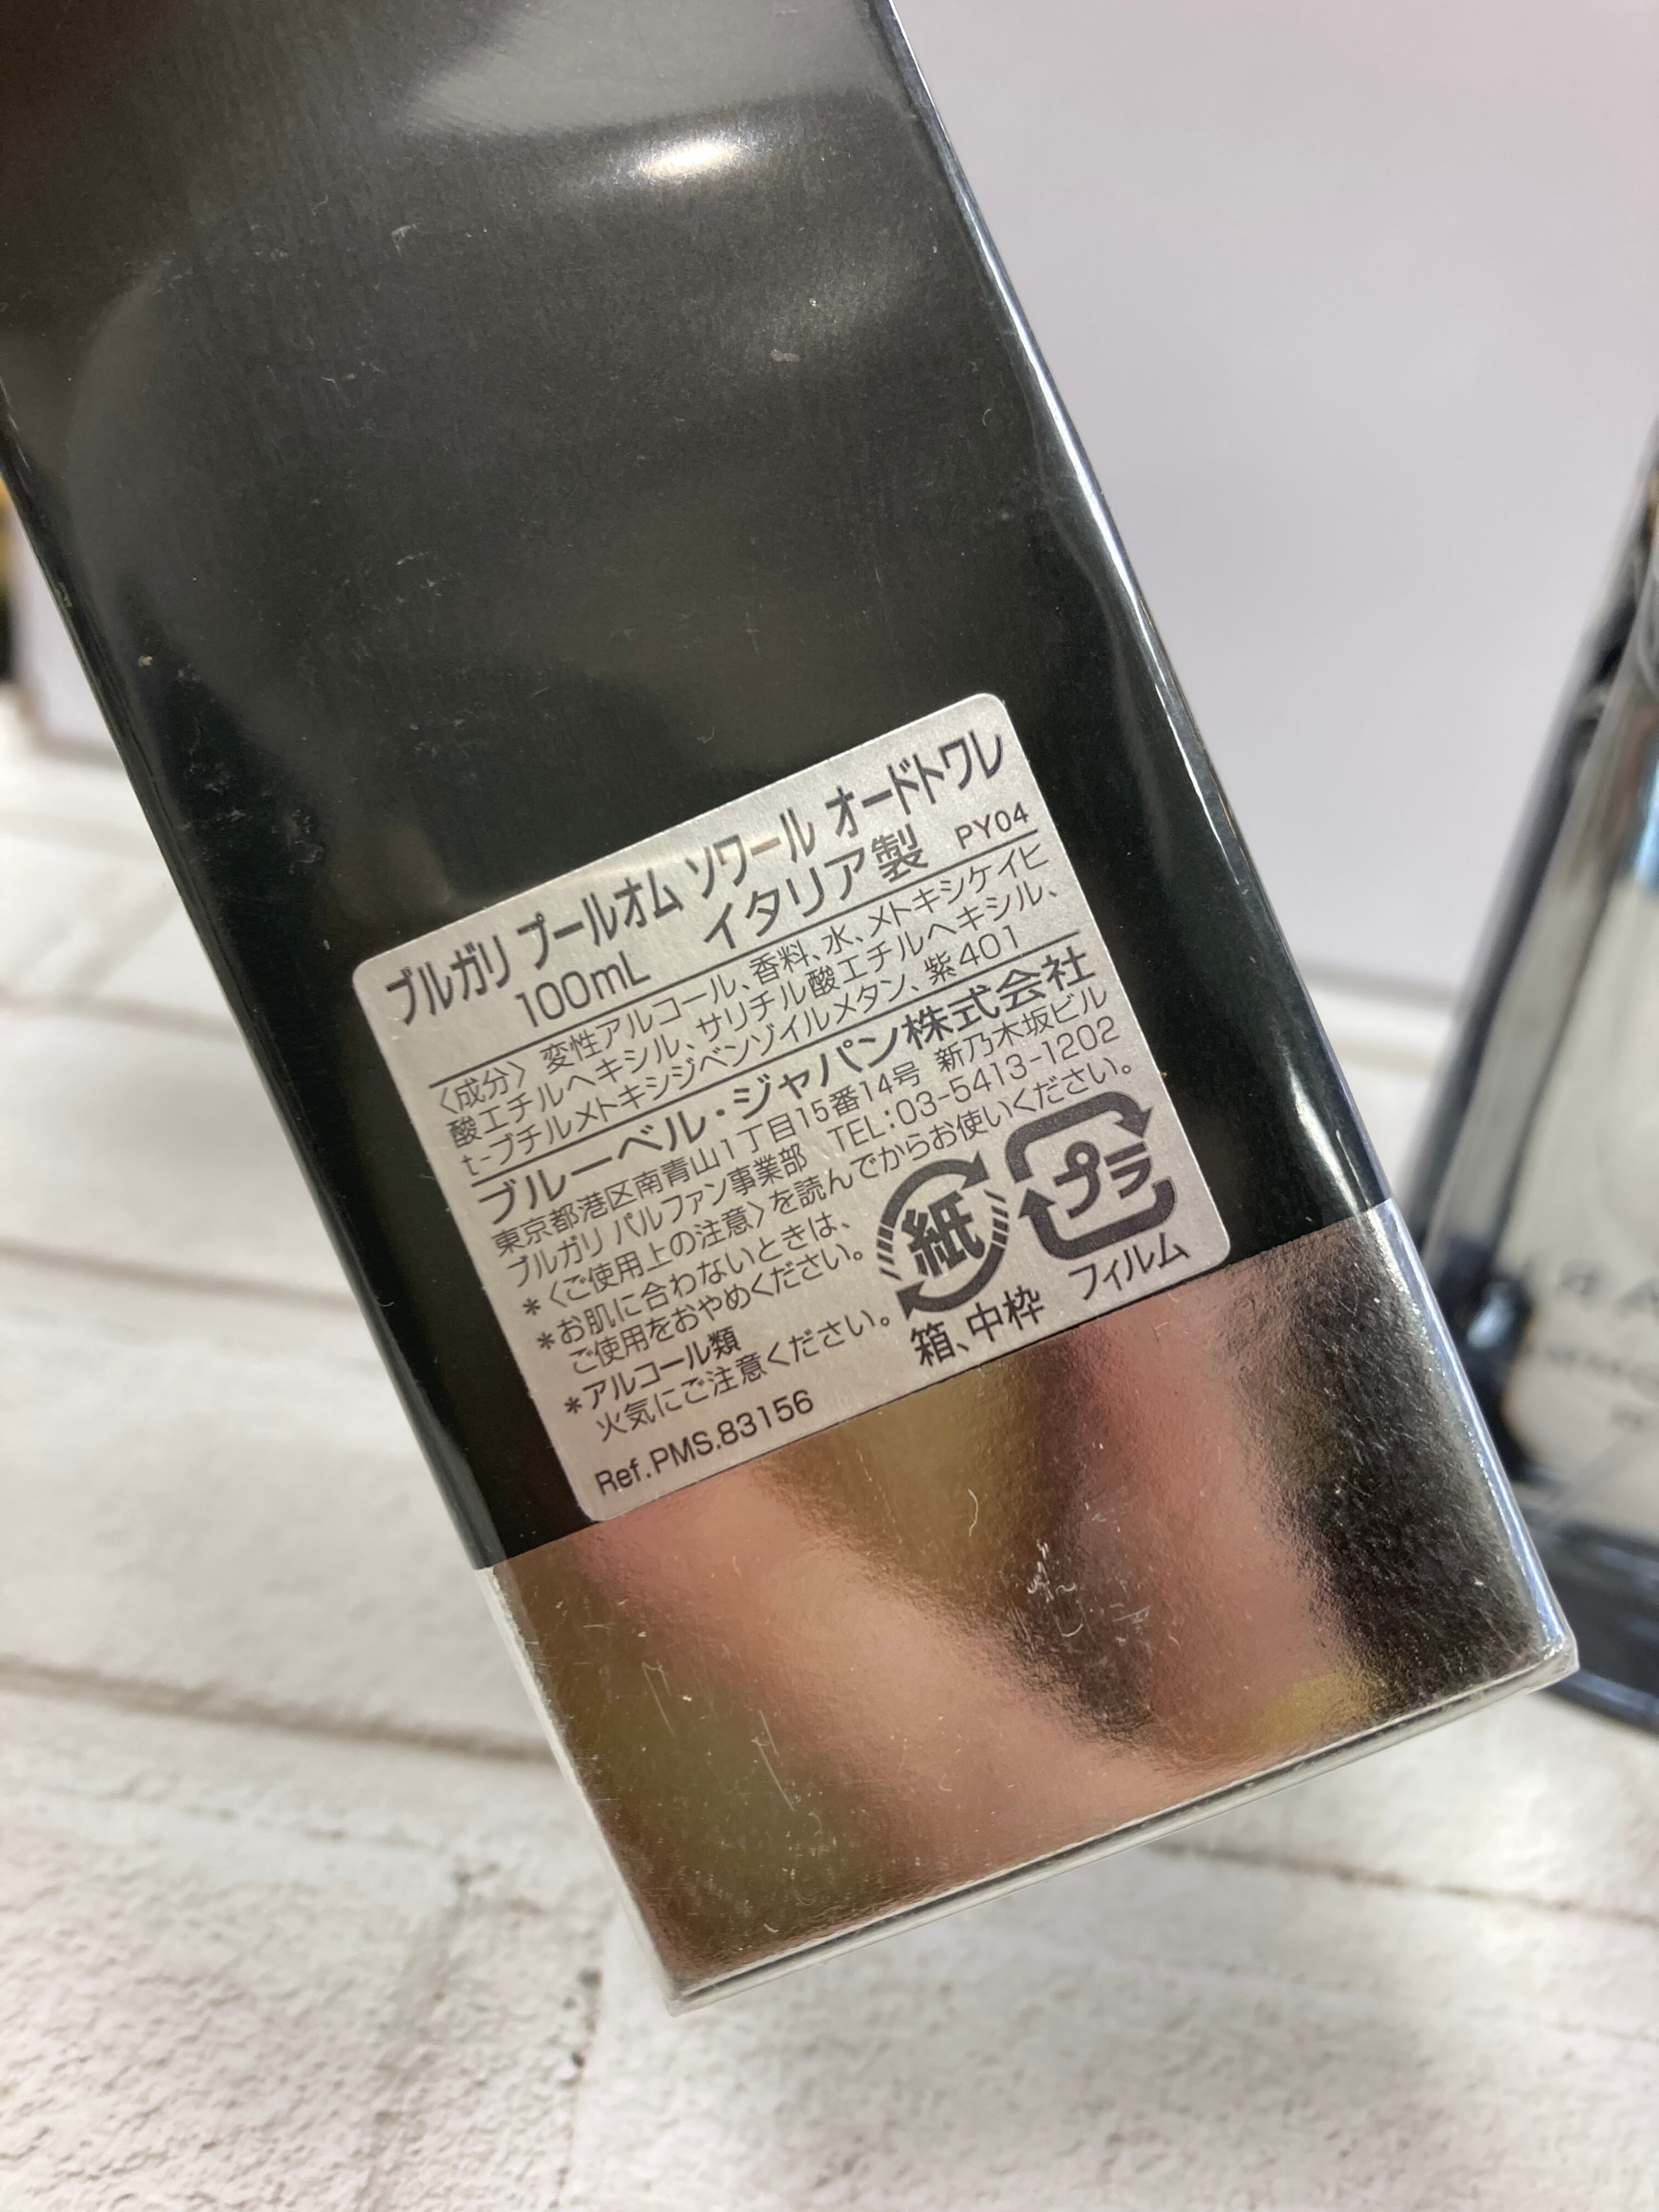 ブルガリ プールオム ソワール オードトワレ
100mL イタリア製 PY04
〈成分〉変性アルコール、香料、水、メトキシケイヒ
酸エチルヘキシル、サリチル酸エチルヘキシル、
t-ブチルメトキシジベンゾイルメタン、紫401
ブルーベル・ジャパン株式会社
東京都港区南青山1丁目15番14号 新乃木坂ビル
ブルガリ パルファン事業部 TEL:03-5413-1202
*〈ご使用上の注意〉を読んでからお使いください。
*お肌に合わないときは、
ご使用をおやめください。
*アルコール類
火気にご注意ください。
Ref.PMS.83156
紙
箱、中枠
プラ
フィルム